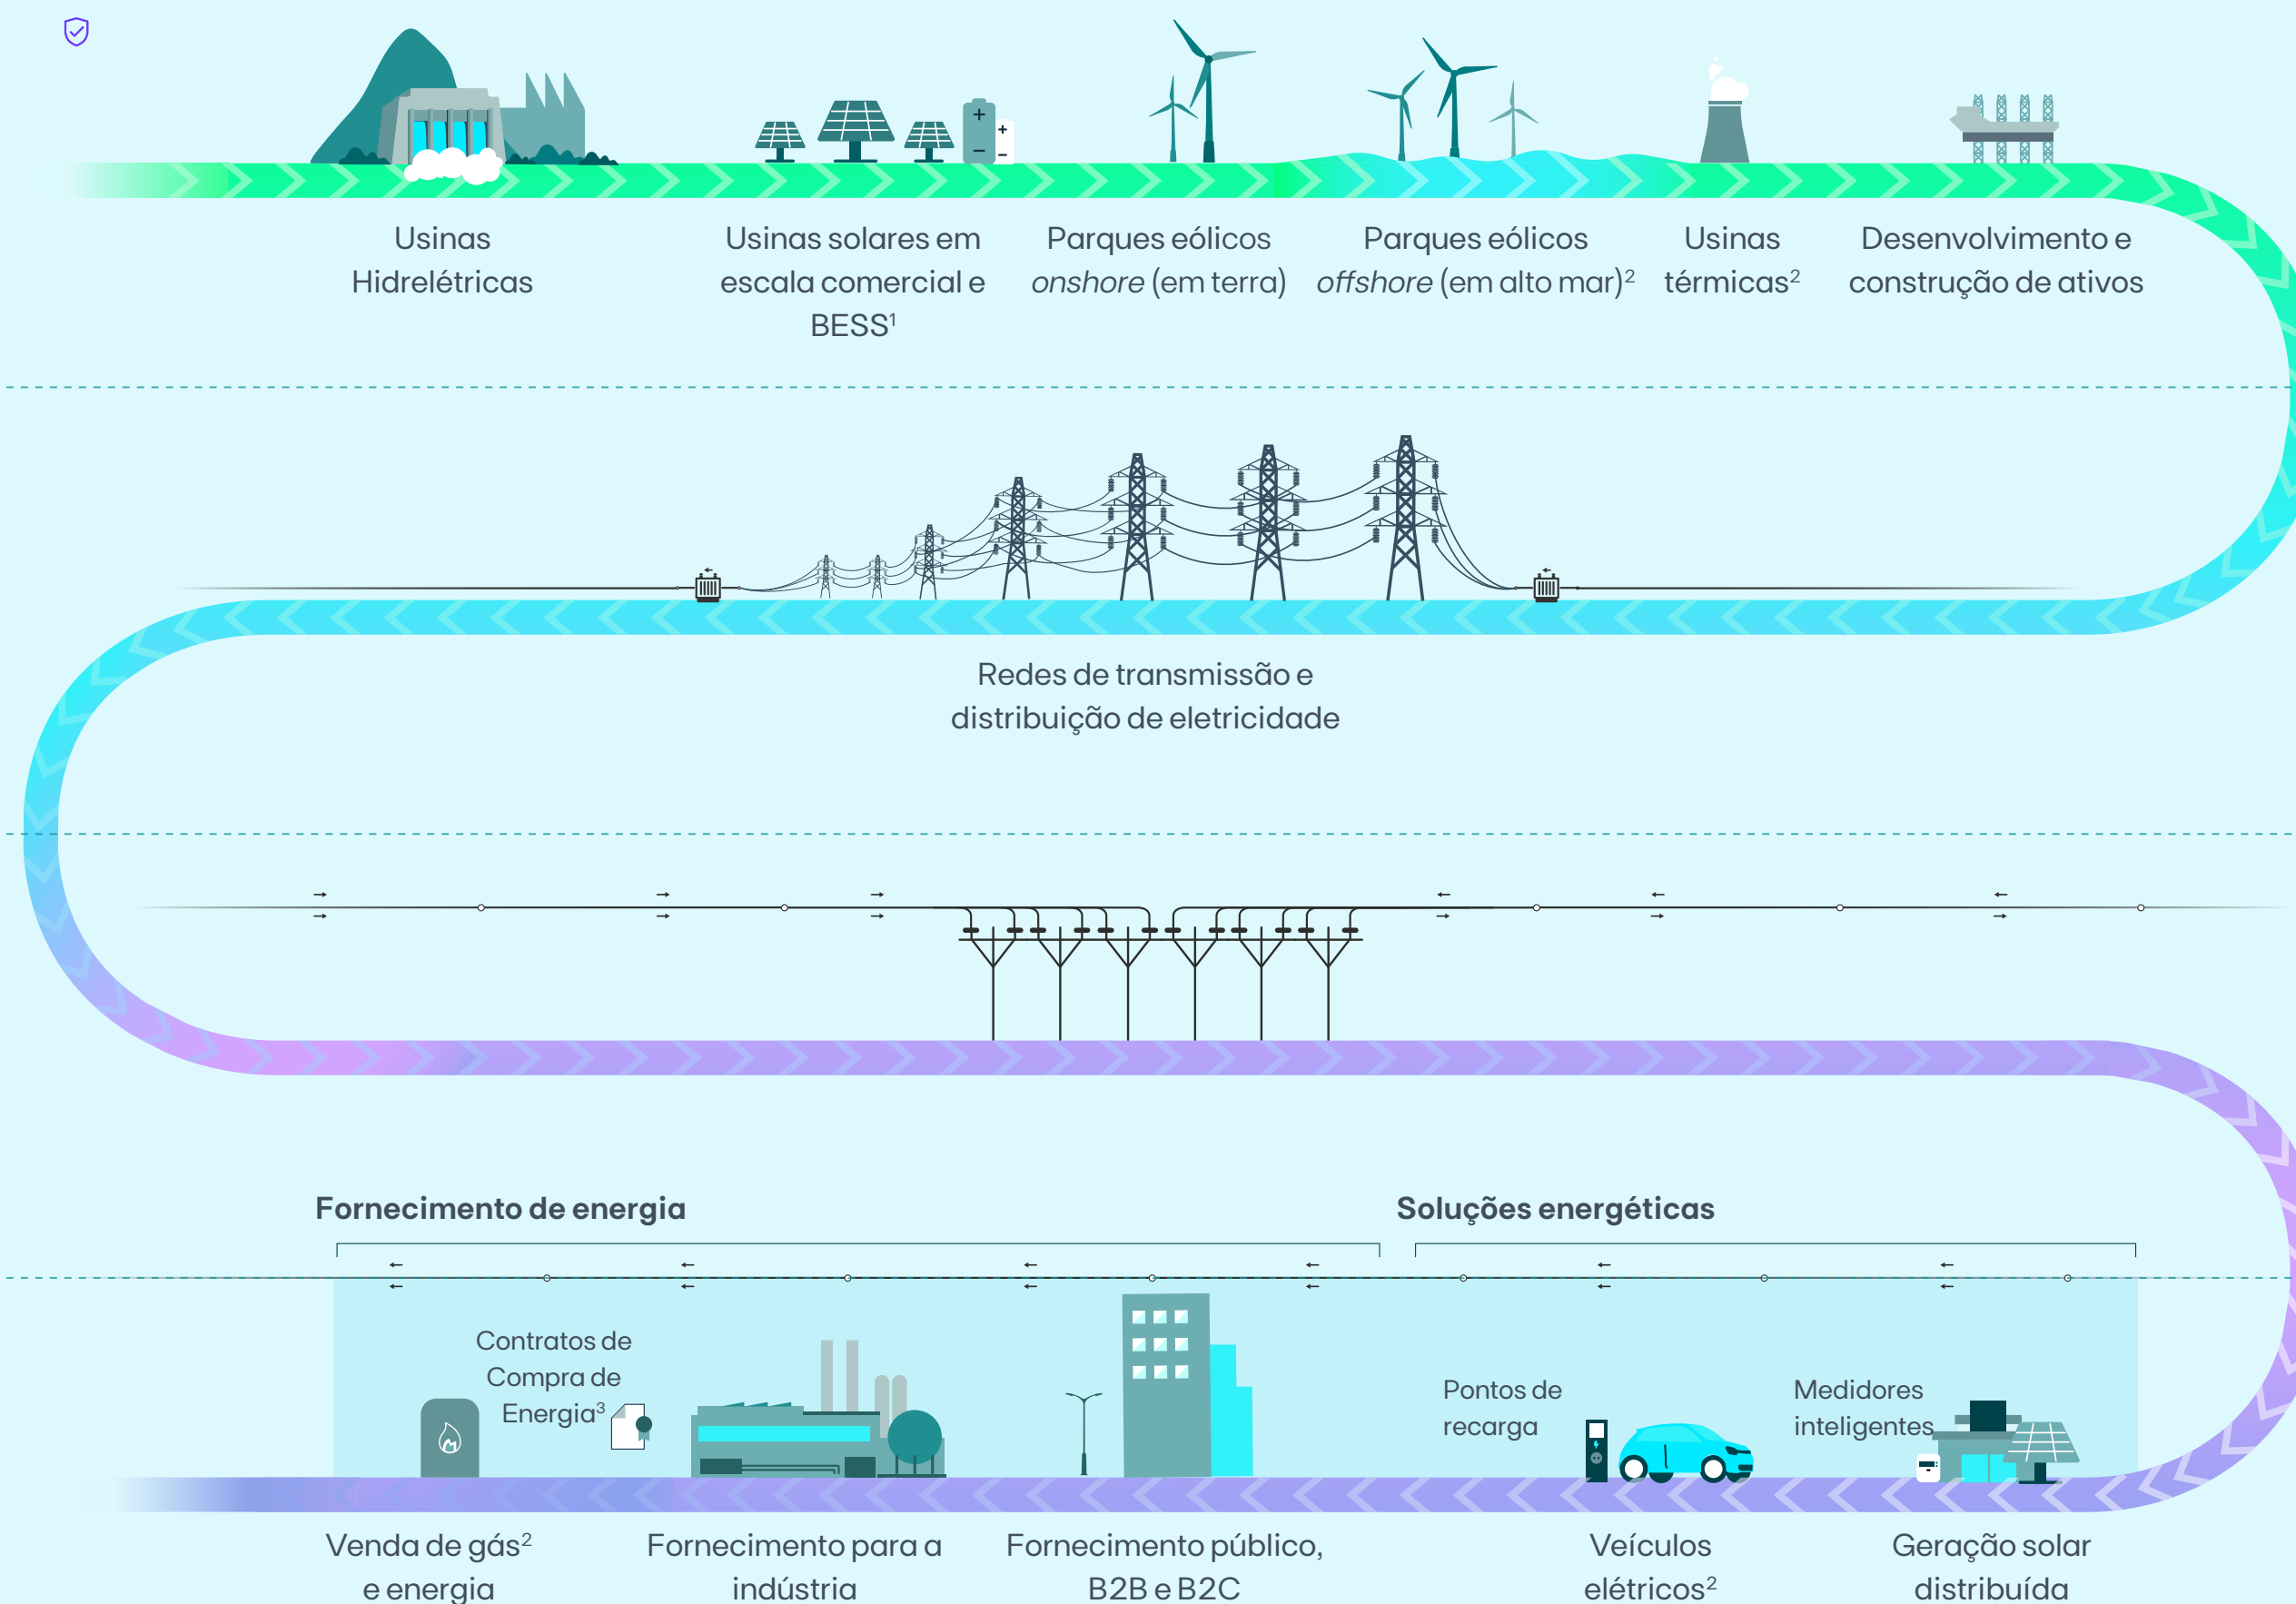 Usinas
Hidrelétricas
Usinas solares em
escala comercial e
BESS¹
Parques eólicos
onshore (em terra)
Parques eólicos
offshore (em alto mar)²
Usinas
térmicas²
Desenvolvimento e
construção de ativos
Redes de transmissão e
distribuição de eletricidade
Fornecimento de energia
Soluções energéticas
Contratos de
Compra de
Energia³
Pontos de
recarga
Medidores
inteligentes
Venda de gás²
e energia
Fornecimento para a
indústria
Fornecimento público,
B2B e B2C
Veículos
elétricos²
Geração solar
distribuída